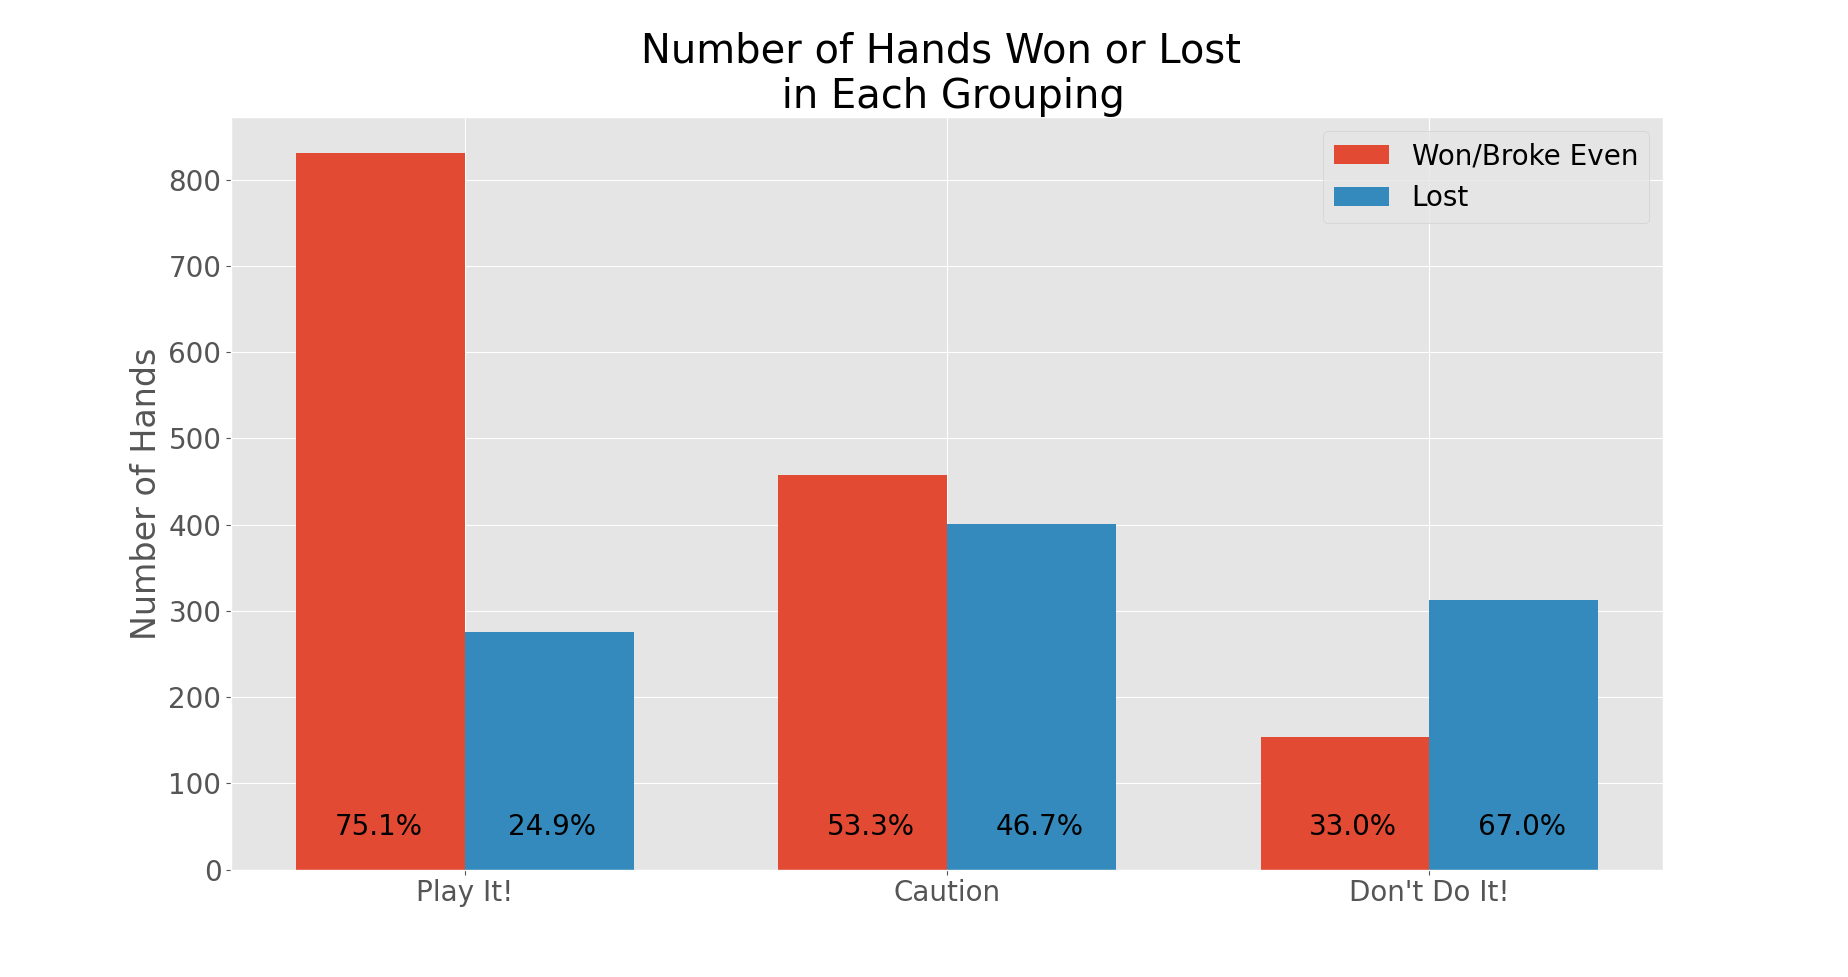 Number of Hands Won or Lost
in Each Grouping
Won/Broke Even
Lost
Number of Hands
800
700
600
500
400
300
200
100
0
75.1%
24.9%
53.3%
46.7%
33.0%
67.0%
Play It!
Caution
Don't Do It!